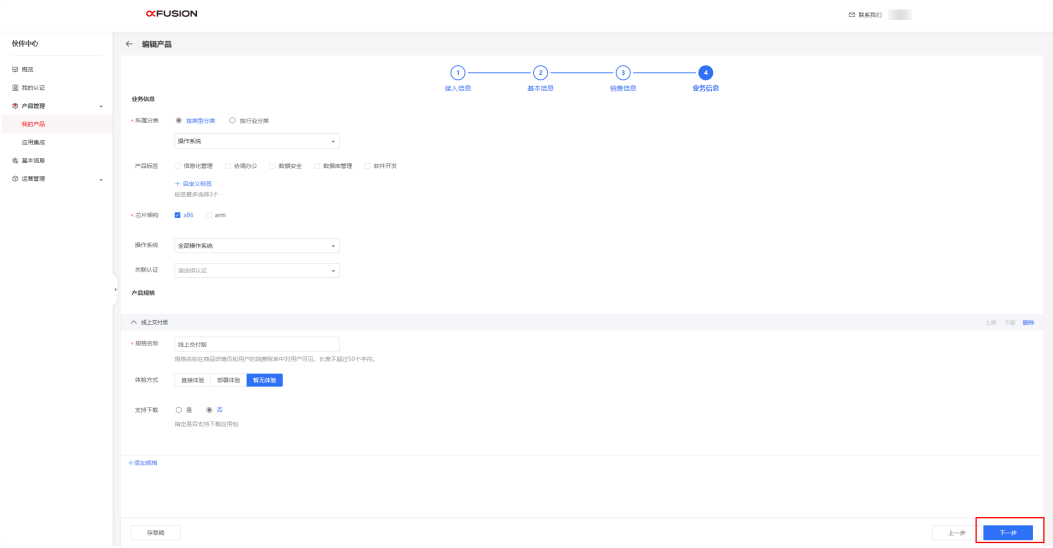 XFUSION
联系我们
伙伴中心
编辑产品
概览
我的认证
产品管理
我的产品
应用集成
基本信息
运营管理
1 2 3 4
接入信息 基本信息 销售信息 业务信息
业务信息
* 所属分类 按类型分类 按行业分类
操作系统
产品标签 信息化管理 协调办公 数据安全 数据库管理 软件开发
+ 自定义标签
标签最多选择3个
* 芯片架构 x86 arm
操作系统 全部操作系统
关联认证 请选择认证
产品规格
线上交付版 上移 下移 删除
* 规格名称 线上交付版
规格名称在商品详情页和用户的消费账单中对用户可见，长度不超过50个字符。
体验方式 直接体验 部署体验 暂无体验
支持下载 是 否
指定是否支持下载应用包
+添加规格
存草稿 上一步 下一步